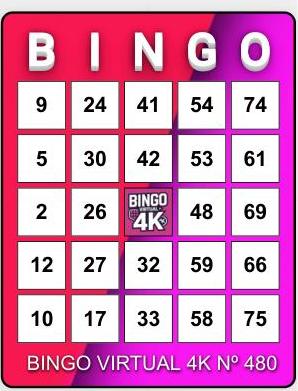 B I N G O
9 24 41 54 74
5 30 42 53 61
2 26 BINGO VIRTUAL 4K 48 69
12 27 32 59 66
10 17 33 58 75
BINGO VIRTUAL 4K Nº 480